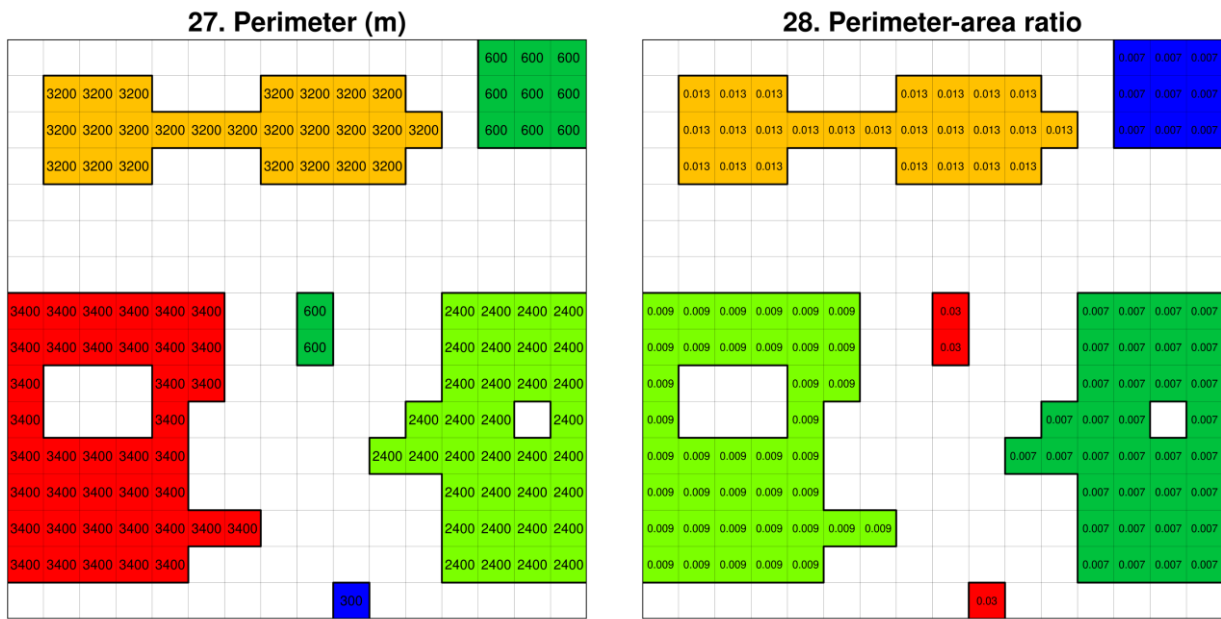 27. Perimeter (m)
600 600 600
3200 3200 3200 3200 3200 3200 3200 600 600 600
3200 3200 3200 3200 3200 3200 3200 3200 3200 3200 3200 600 600 600
3200 3200 3200 3200 3200 3200 3200
3400 3400 3400 3400 3400 3400 600 2400 2400 2400 2400
3400 3400 3400 3400 3400 3400 600 2400 2400 2400 2400
3400 3400 3400 2400 2400 2400 2400
3400 3400 2400 2400 2400 2400
3400 3400 3400 3400 3400 2400 2400 2400 2400 2400 2400
3400 3400 3400 3400 3400 2400 2400 2400 2400
3400 3400 3400 3400 3400 3400 3400 2400 2400 2400 2400
3400 3400 3400 3400 3400 2400 2400 2400 2400
300
28. Perimeter-area ratio
0.007 0.007 0.007
0.013 0.013 0.013 0.013 0.013 0.013 0.013 0.007 0.007 0.007
0.013 0.013 0.013 0.013 0.013 0.013 0.013 0.013 0.013 0.013 0.013 0.007 0.007 0.007
0.013 0.013 0.013 0.013 0.013 0.013 0.013
0.009 0.009 0.009 0.009 0.009 0.009 0.03 0.007 0.007 0.007 0.007
0.009 0.009 0.009 0.009 0.009 0.009 0.03 0.007 0.007 0.007 0.007
0.009 0.009 0.009 0.007 0.007 0.007 0.007
0.009 0.009 0.007 0.007 0.007 0.007
0.009 0.009 0.009 0.009 0.009 0.007 0.007 0.007 0.007 0.007 0.007
0.009 0.009 0.009 0.009 0.009 0.007 0.007 0.007 0.007
0.009 0.009 0.009 0.009 0.009 0.009 0.009 0.007 0.007 0.007 0.007
0.009 0.009 0.009 0.009 0.009 0.007 0.007 0.007 0.007
0.03